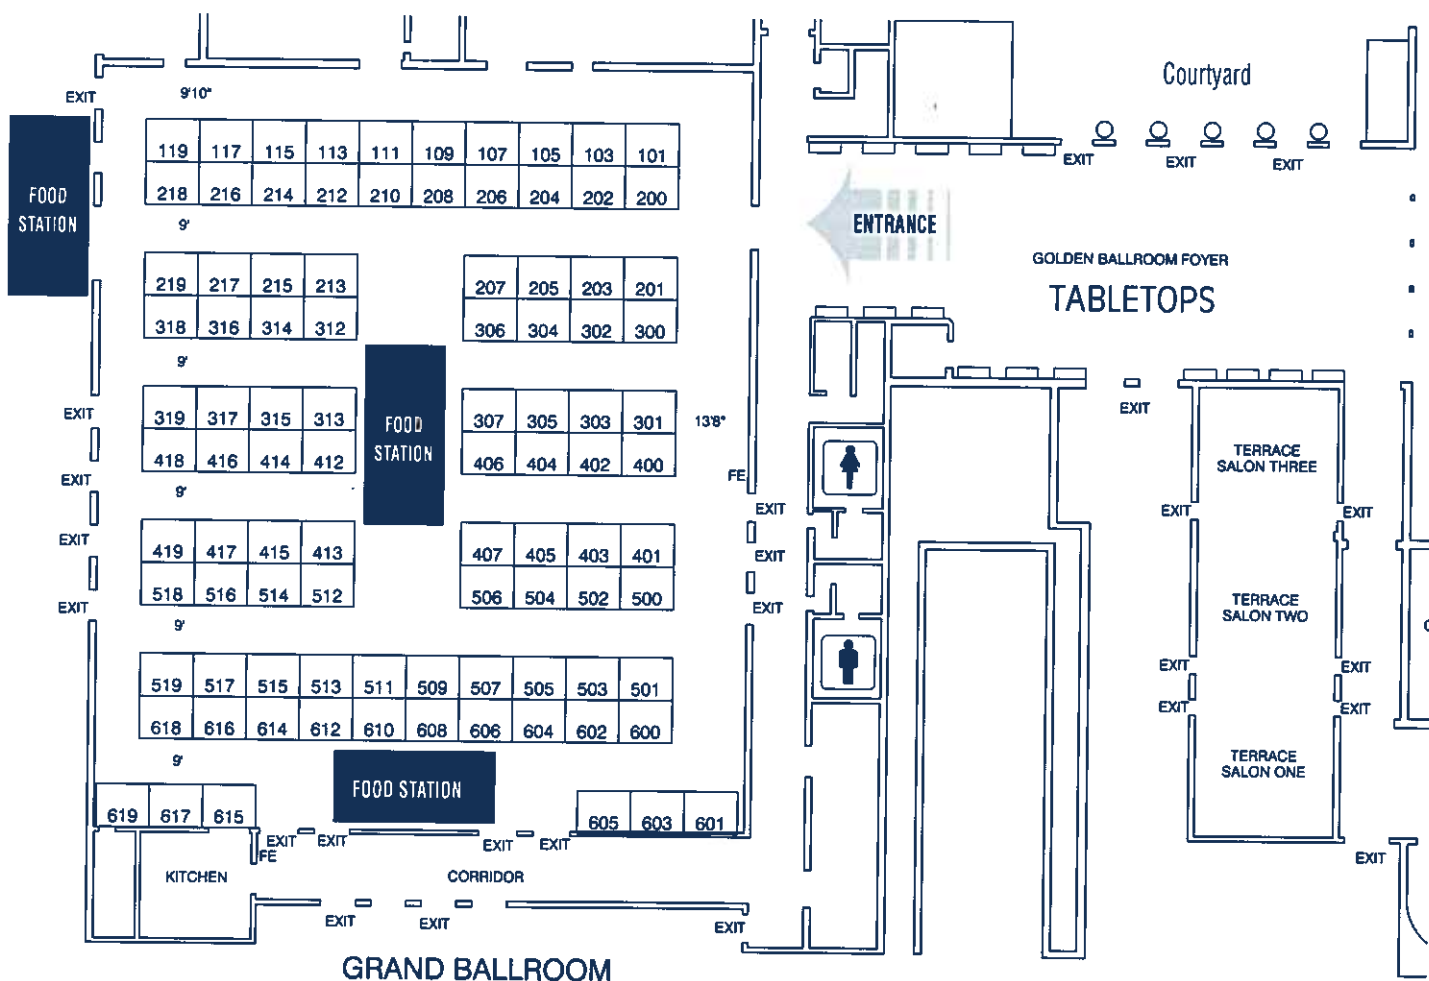 Courtyard
EXIT
9'10"
119 117 115 113 111 109 107 105 103 101
218 216 214 212 210 208 206 204 202 200
EXIT EXIT EXIT
FOOD
STATION
ENTRANCE
9'
GOLDEN BALLROOM FOYER
TABLETOPS
219 217 215 213 207 205 203 201
318 316 314 312 306 304 302 300
9'
EXIT
319 317 315 313 307 305 303 301 13'8"
418 416 414 412 406 404 402 400
FOOD
STATION
EXIT
TERRACE
SALON THREE
EXIT
9'
FE
EXIT
EXIT EXIT
EXIT
419 417 415 413 407 405 403 401
EXIT
518 516 514 512 506 504 502 500
EXIT
EXIT
TERRACE
SALON TWO
9'
519 517 515 513 511 509 507 505 503 501
618 616 614 612 610 608 606 604 602 600
EXIT EXIT
EXIT EXIT
9'
FOOD STATION
TERRACE
SALON ONE
619 617 615 605 603 601
EXIT EXIT EXIT EXIT
FE
EXIT
KITCHEN
CORRIDOR
EXIT EXIT EXIT
GRAND BALLROOM